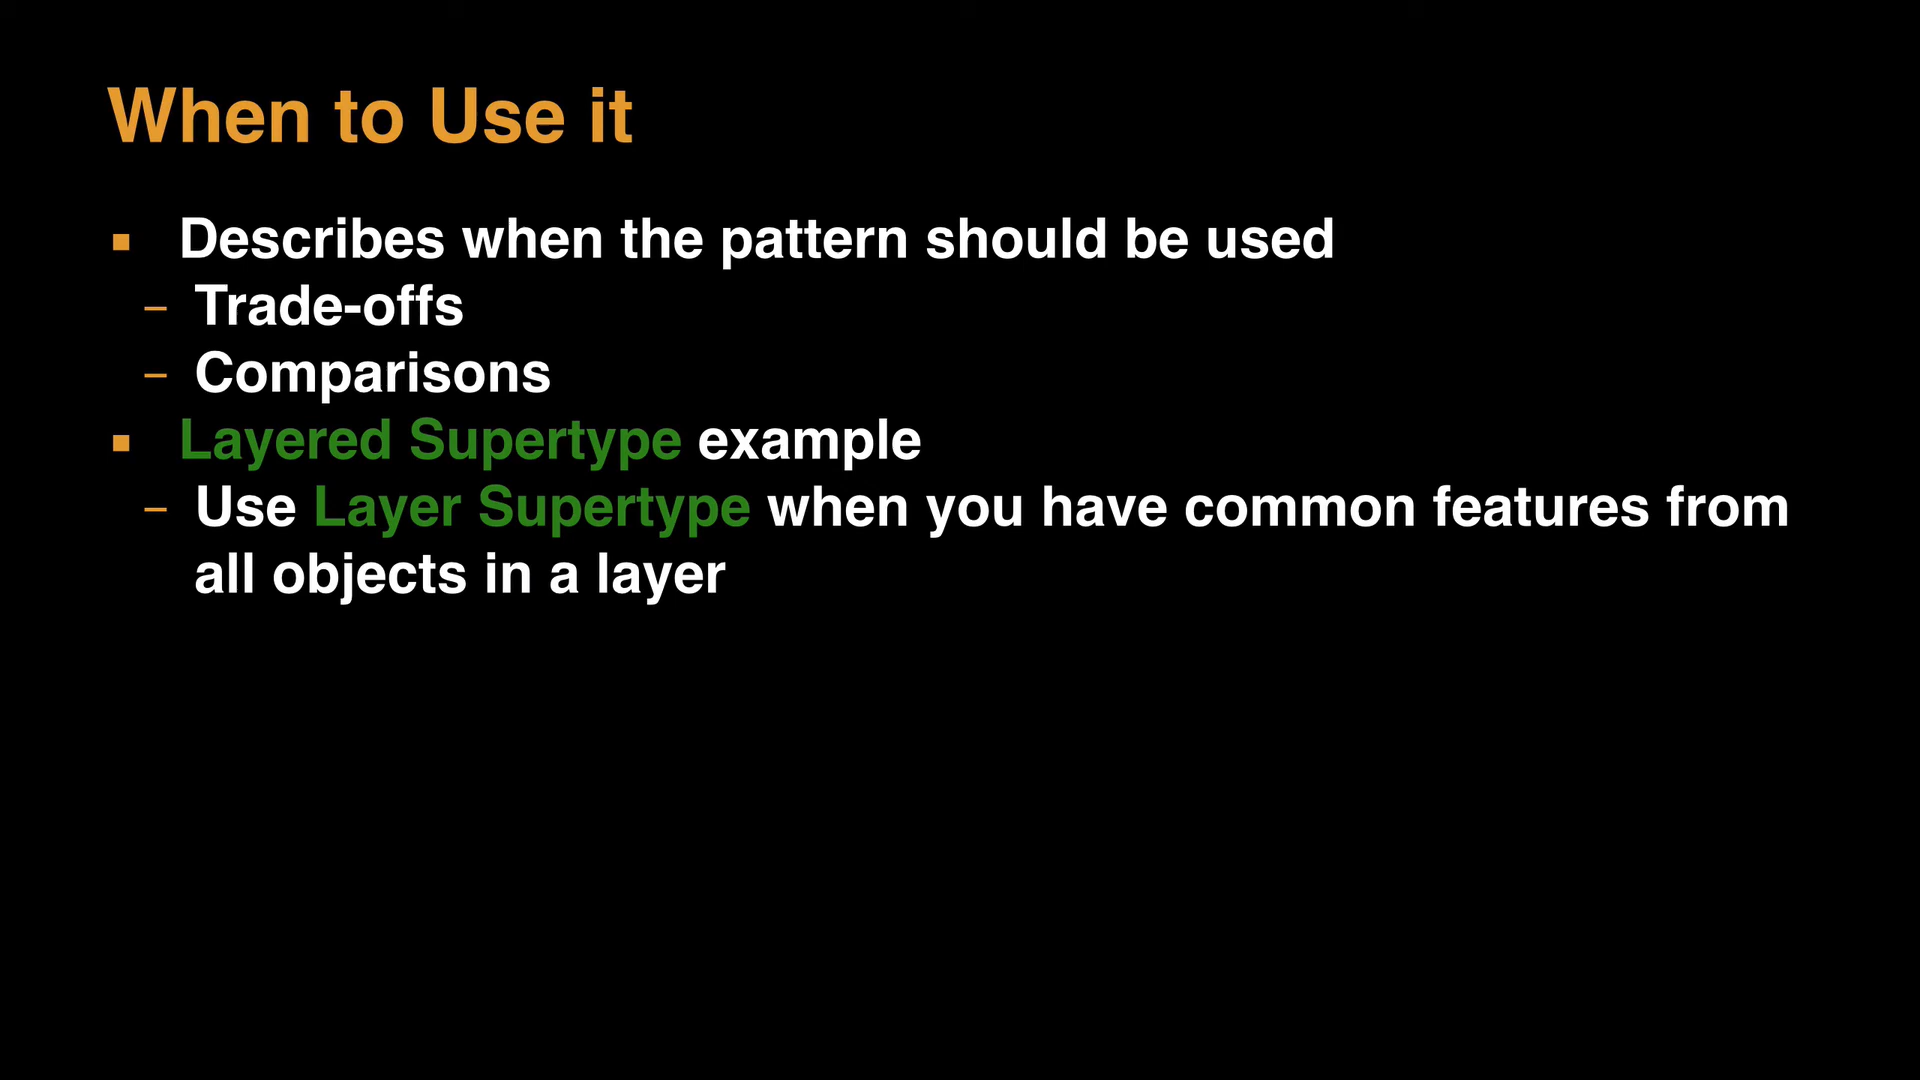 When to Use it
▪ Describes when the pattern should be used
– Trade-offs
– Comparisons
▪ Layered Supertype example
– Use Layer Supertype when you have common features from
all objects in a layer